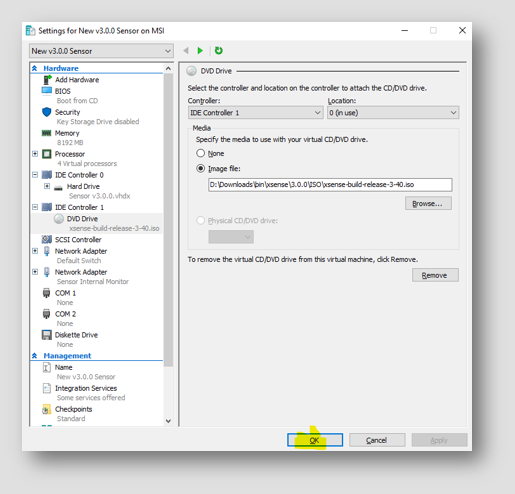 Settings for New v3.0.0 Sensor on MSI
New v3.0.0 Sensor
Hardware
Add Hardware
BIOS
Boot from CD
Security
Key Storage Drive disabled
Memory
8192 MB
Processor
4 Virtual processors
IDE Controller 0
Hard Drive
Sensor v3.0.0.vhdx
IDE Controller 1
DVD Drive
xsense-build-release-3-40.iso
SCSI Controller
Network Adapter
Default Switch
Network Adapter
Sensor Internal Monitor
COM 1
None
COM 2
None
Diskette Drive
None
Management
Name
New v3.0.0 Sensor
Integration Services
Some services offered
Checkpoints
Standard
DVD Drive
Select the controller and location on the controller to attach the CD/DVD drive.
Controller: Location:
IDE Controller 1 0 (in use)
Media
Specify the media to use with your virtual CD/DVD drive.
None
Image file:
D:\Downloads\bin\xsense\3.0.0\ISO\xsense-build-release-3-40.iso
Browse...
Physical CD/DVD drive:
To remove the virtual CD/DVD drive from this virtual machine, click Remove.
Remove
OK Cancel Apply